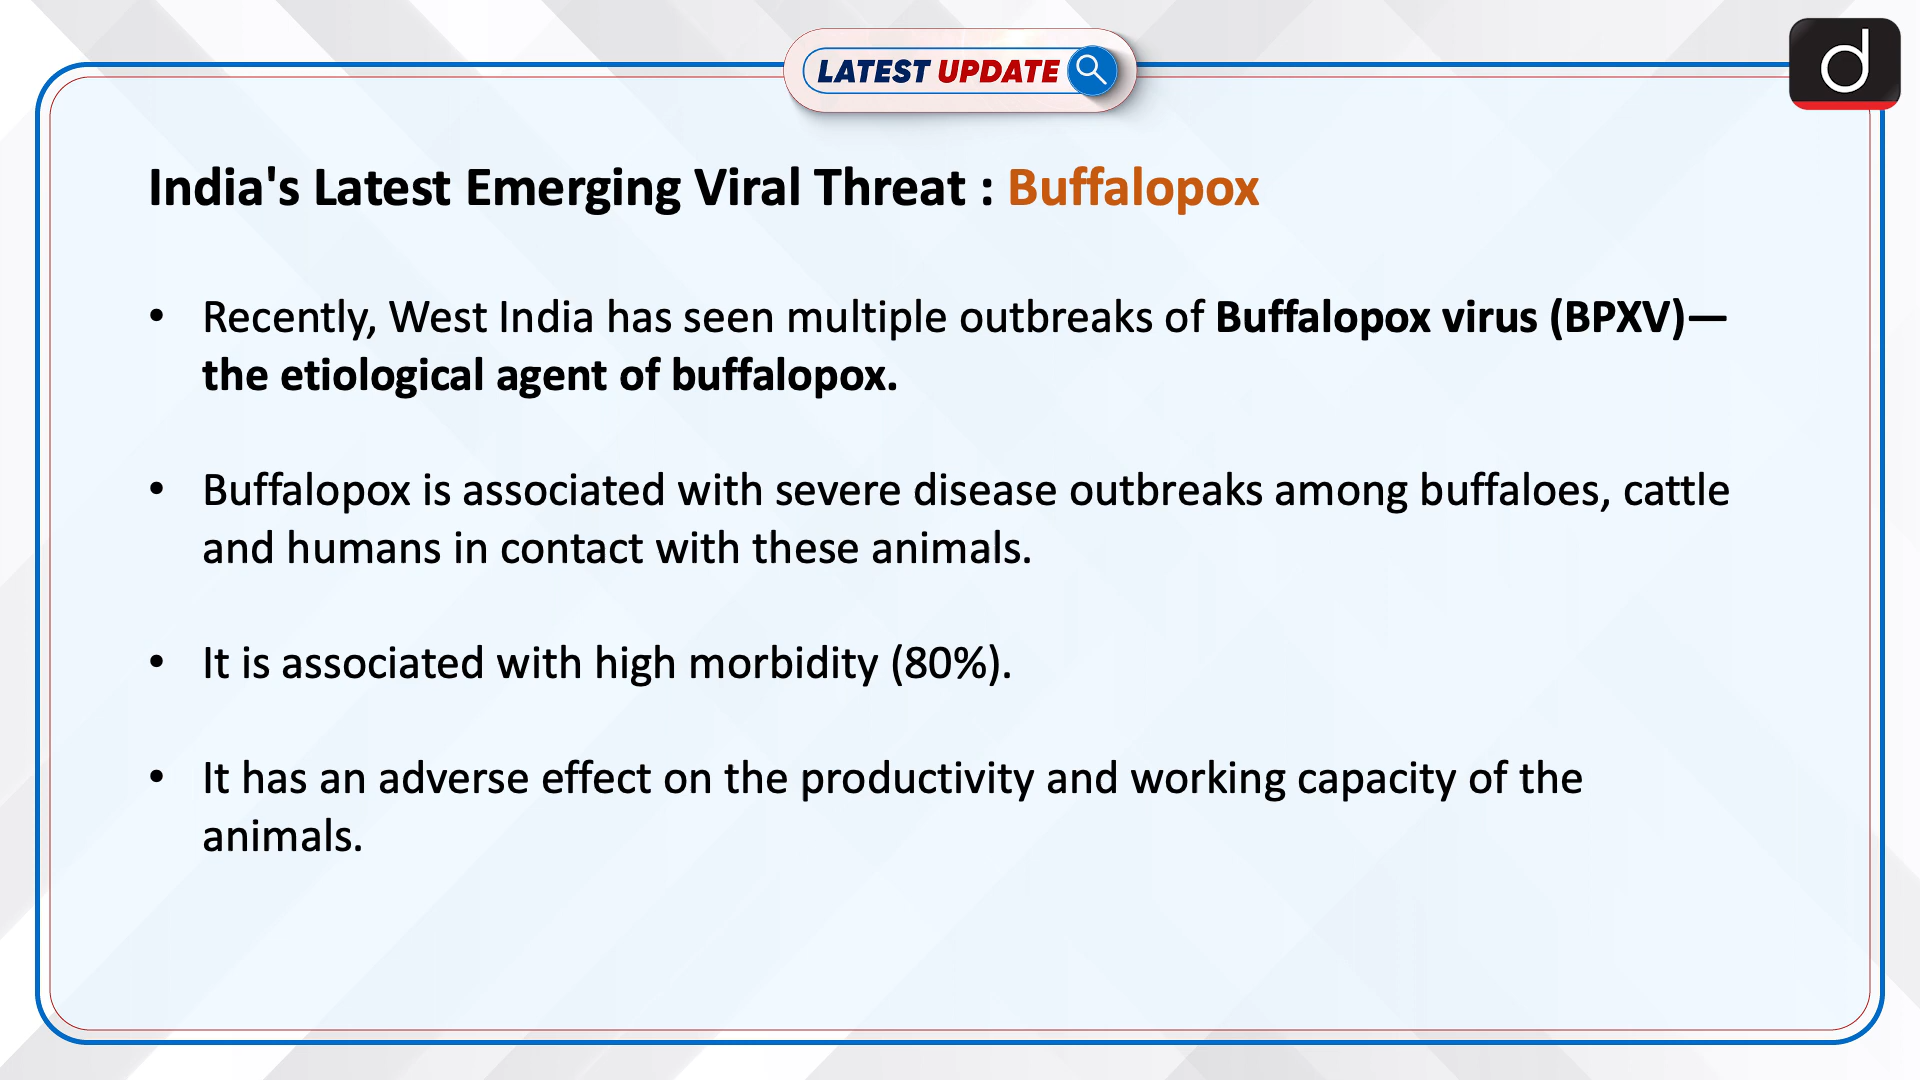 LATEST UPDATE
d
India's Latest Emerging Viral Threat : Buffalopox
• Recently, West India has seen multiple outbreaks of Buffalopox virus (BPXV)—
the etiological agent of buffalopox.
• Buffalopox is associated with severe disease outbreaks among buffaloes, cattle
and humans in contact with these animals.
• It is associated with high morbidity (80%).
• It has an adverse effect on the productivity and working capacity of the
animals.